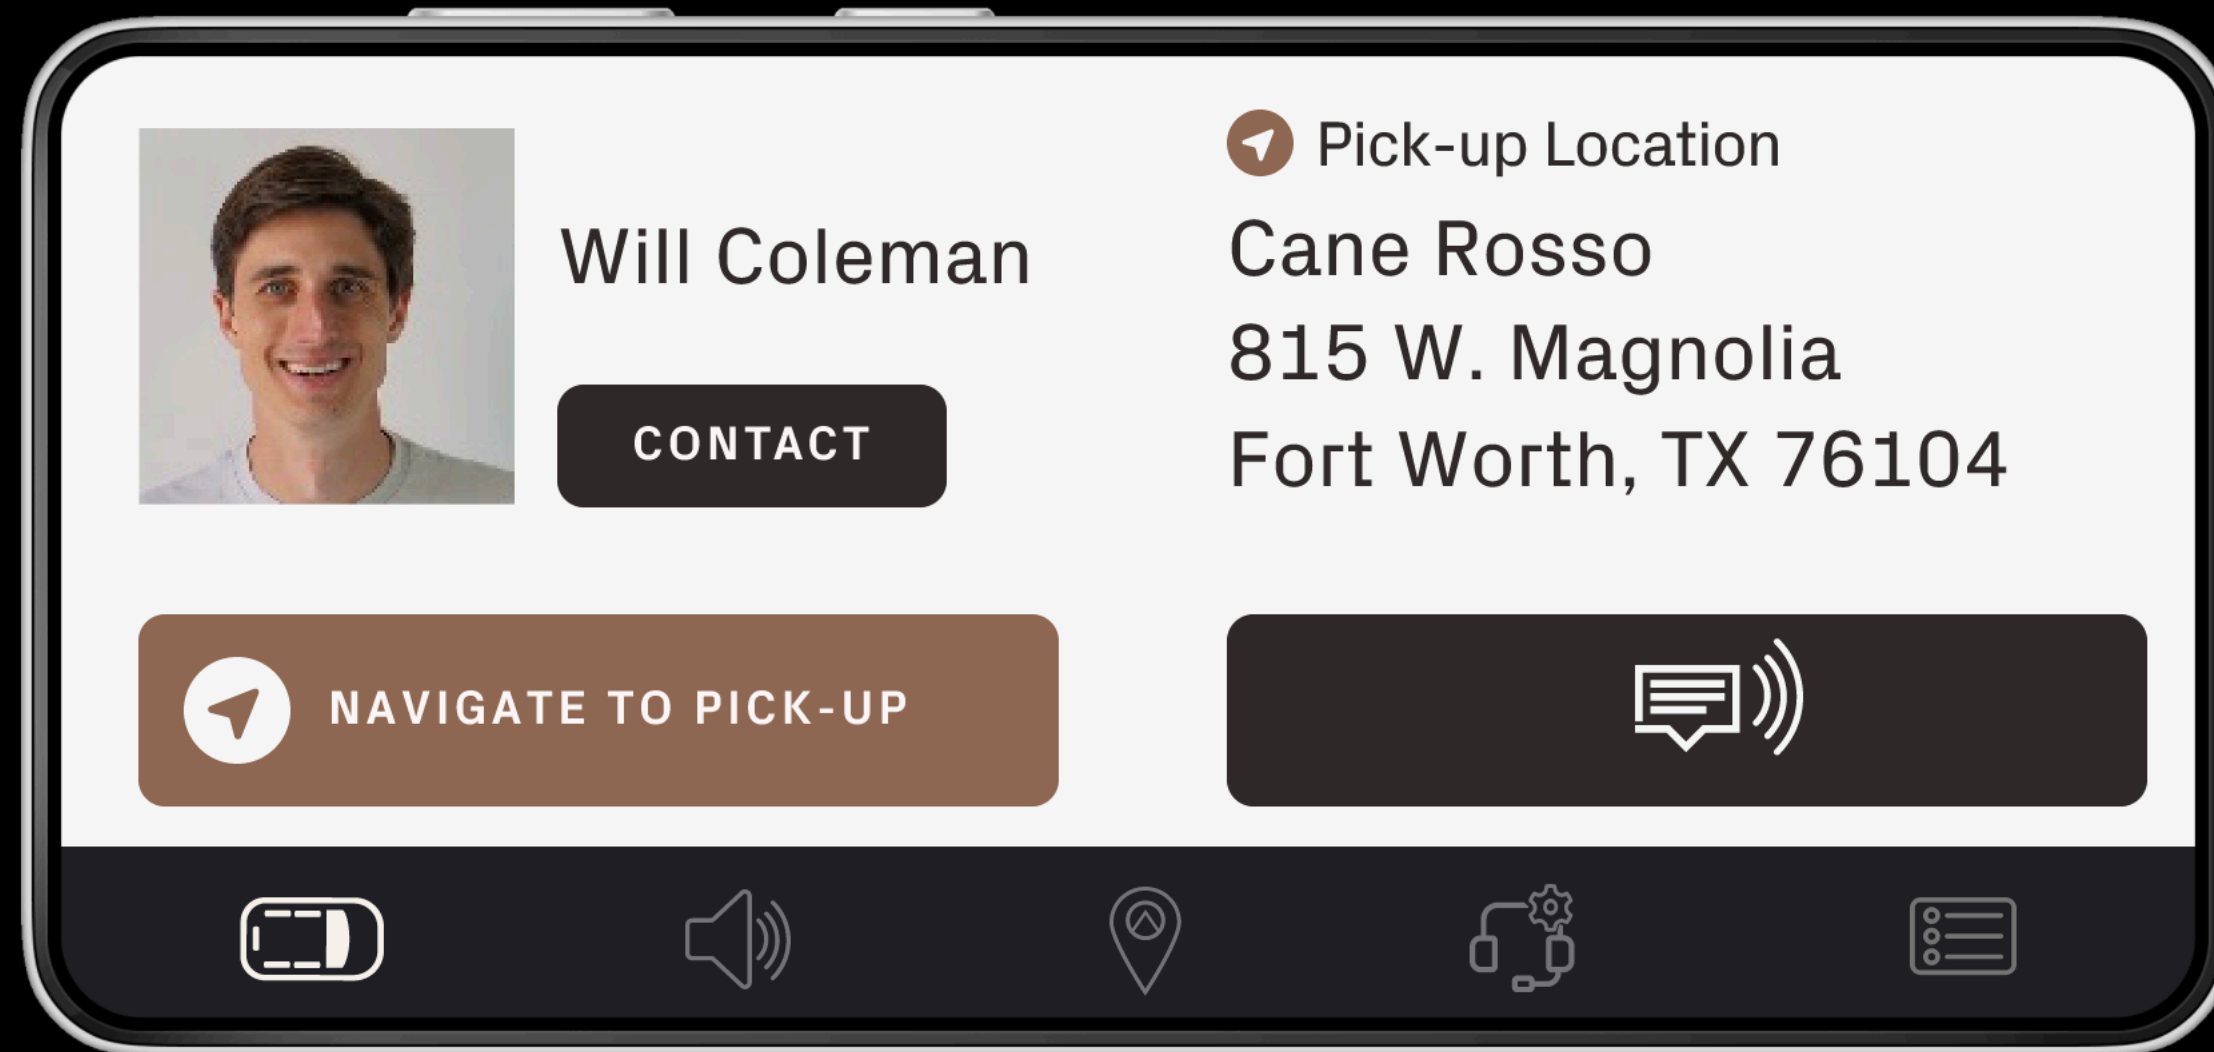 Will Coleman
CONTACT
Pick-up Location
Cane Rosso
815 W. Magnolia
Fort Worth, TX 76104
NAVIGATE TO PICK-UP